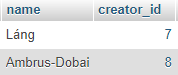 name creator_id
Láng 7
Ambrus-Dobai 8